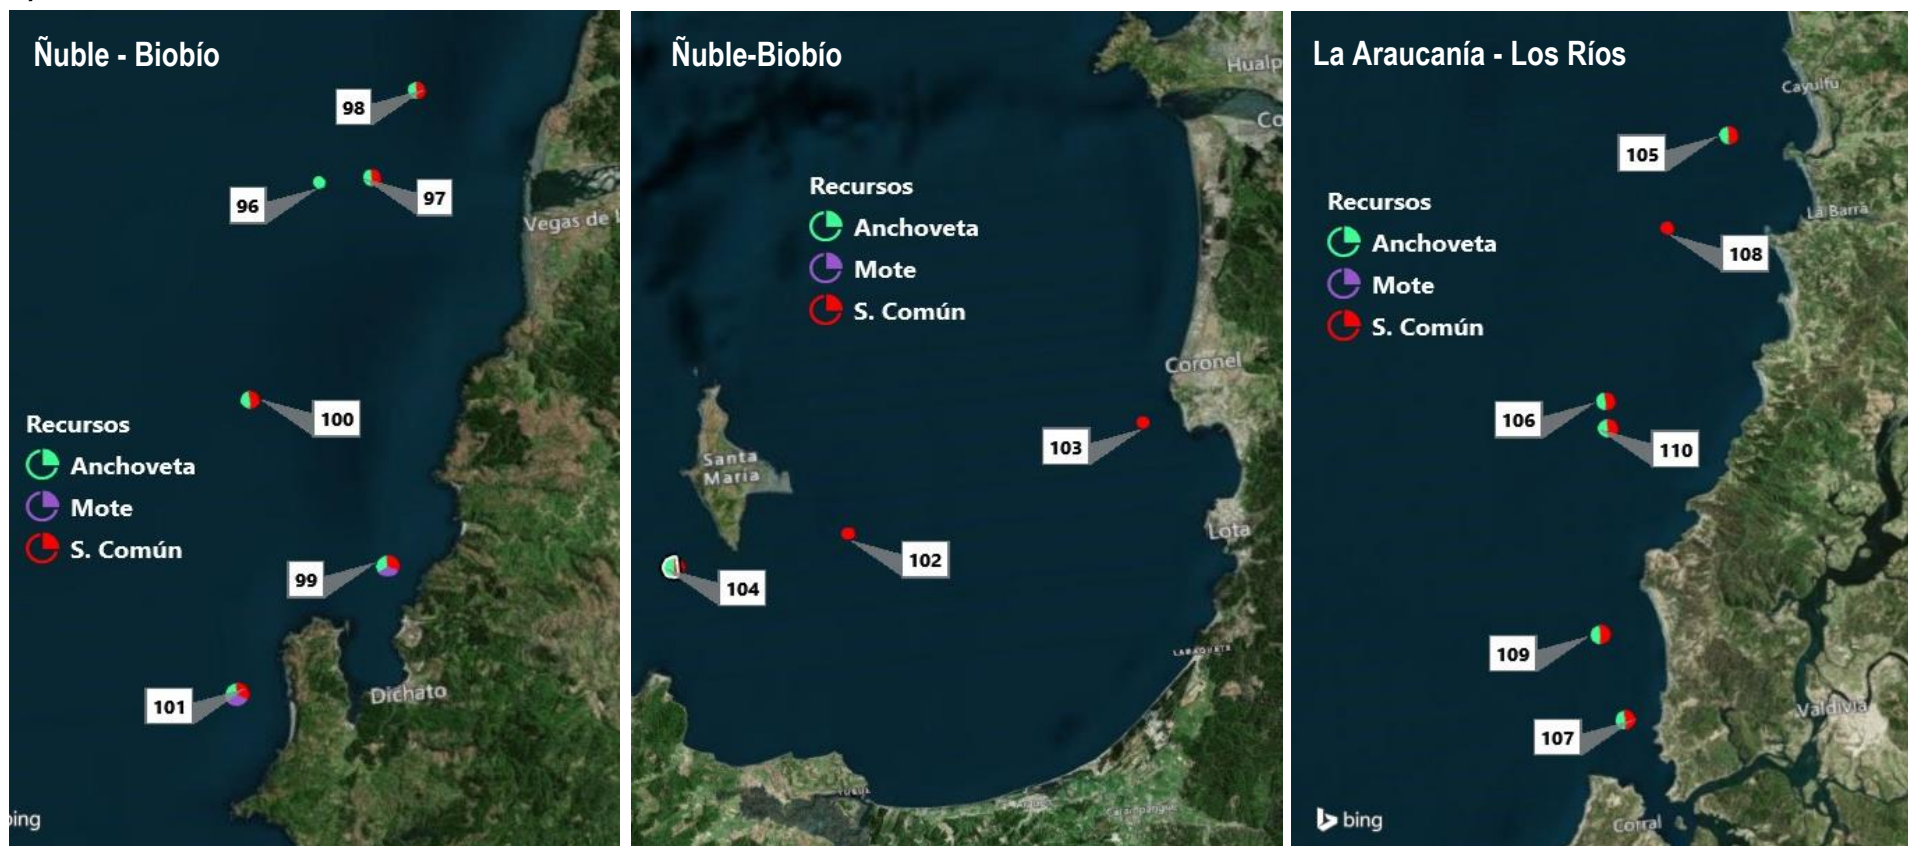 Ñuble - Biobío
98
97
96
Vegas de
100
Recursos
Anchoveta
Mote
S. Común
99
101
Dichato
bing
Ñuble-Biobío
Hualp
Co
Recursos
Anchoveta
Mote
S. Común
Coronel
103
Santa
María
Lota
102
104
LARAQUETE
Carampangue
La Araucanía - Los Ríos
105
La Barra
108
Recursos
Anchoveta
Mote
S. Común
106
110
109
107
Valdivia
Corral
bing